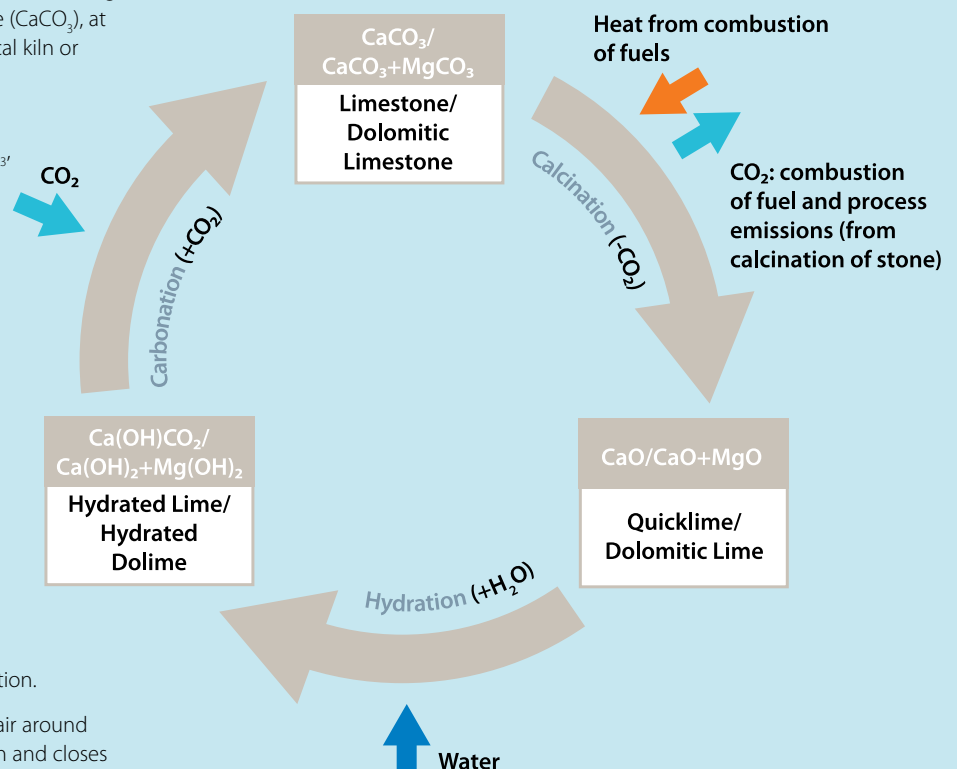 e (CaCO₃), at
tal kiln or
₃,
CO₂
CaCO₃/
CaCO₃+MgCO₃
Limestone/
Dolomitic
Limestone
Heat from combustion
of fuels
CO₂: combustion
of fuel and process
emissions (from
calcination of stone)
Calcination (-CO₂)
Carbonation (+CO₂)
Ca(OH)CO₂/
Ca(OH)₂+Mg(OH)₂
Hydrated Lime/
Hydrated
Dolime
CaO/CaO+MgO
Quicklime/
Dolomitic Lime
Hydration (+H₂O)
Water
tion.
air around
n and closes